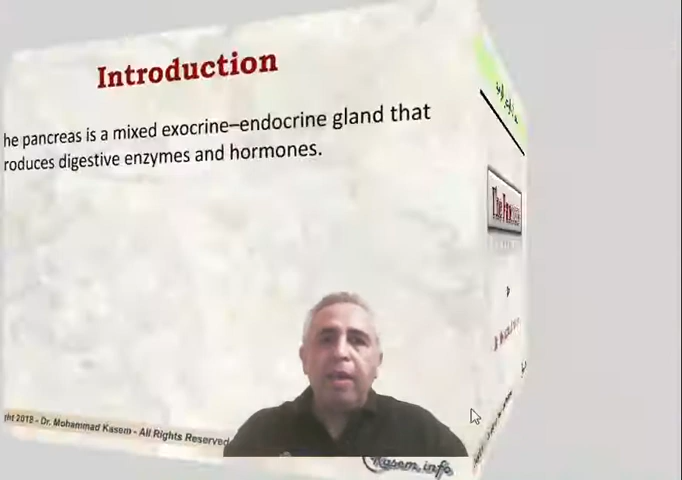 Introduction
he pancreas is a mixed exocrine–endocrine gland that
roduces digestive enzymes and hormones.
ght 2018 - Dr. Mohammad Kasem - All Rights Reserved
Kasem.info